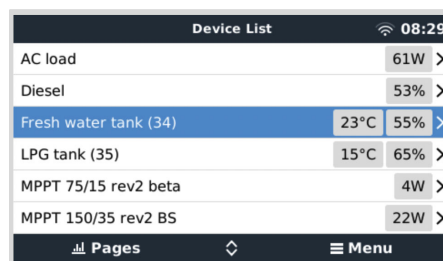 Device List 08:29
AC load 61W
Diesel 53%
Fresh water tank (34) 23°C 55%
LPG tank (35) 15°C 65%
MPPT 75/15 rev2 beta 4W
MPPT 150/35 rev2 BS 22W
Pages Menu